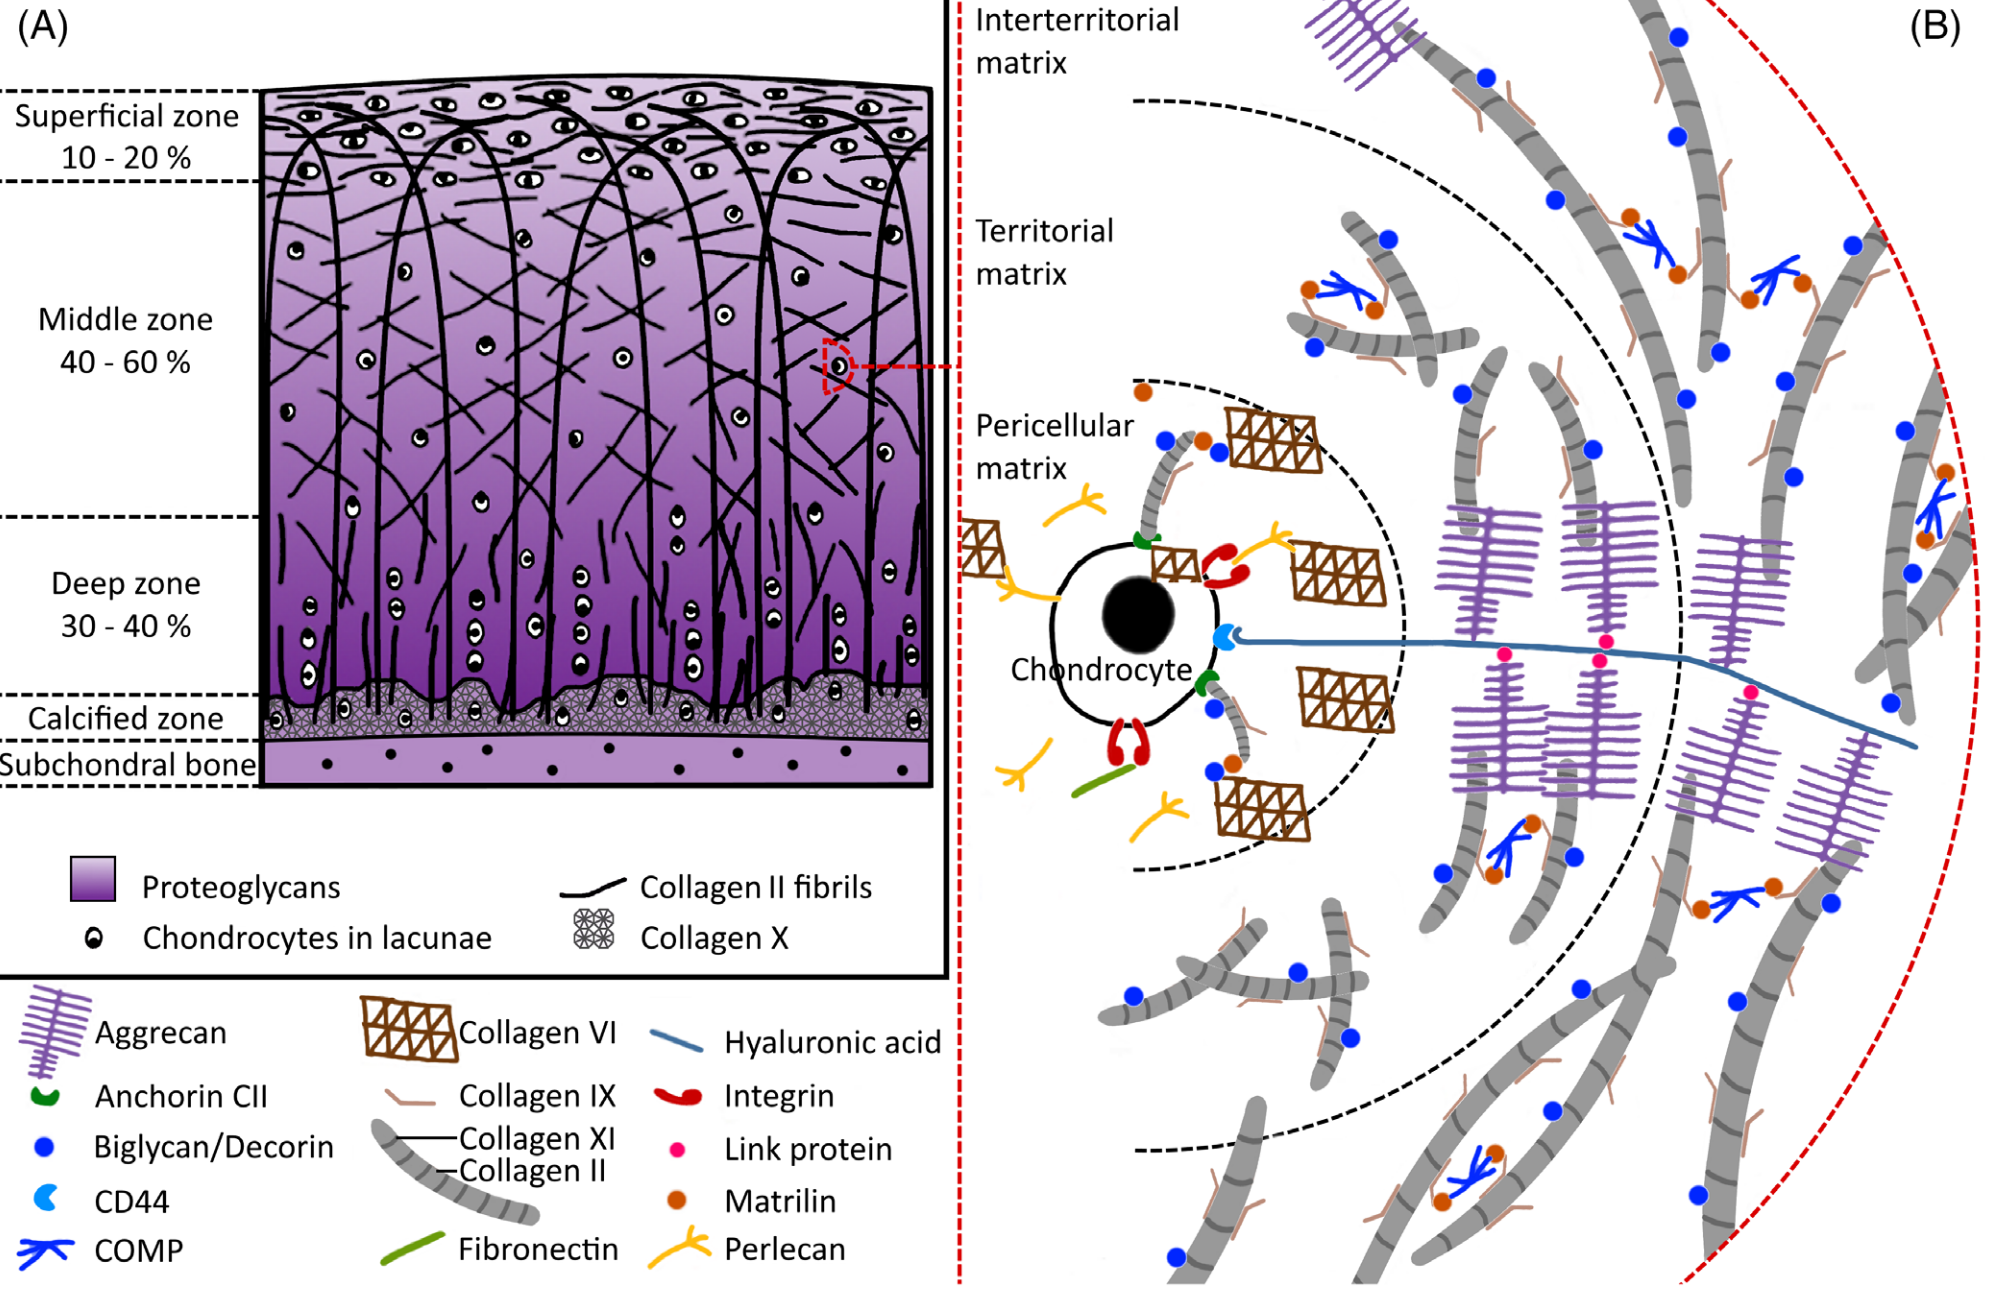 (A)
Superficial zone
10 - 20 %
Middle zone
40 - 60 %
Deep zone
30 - 40 %
Calcified zone
Subchondral bone
Proteoglycans
Collagen II fibrils
Chondrocytes in lacunae
Collagen X
Aggrecan
Collagen VI
Hyaluronic acid
Anchorin CII
Collagen IX
Integrin
Biglycan/Decorin
Collagen XI
Collagen II
Link protein
CD44
Matrilin
COMP
Fibronectin
Perlecan
(B)
Interterritorial
matrix
Territorial
matrix
Pericellular
matrix
Chondrocyte